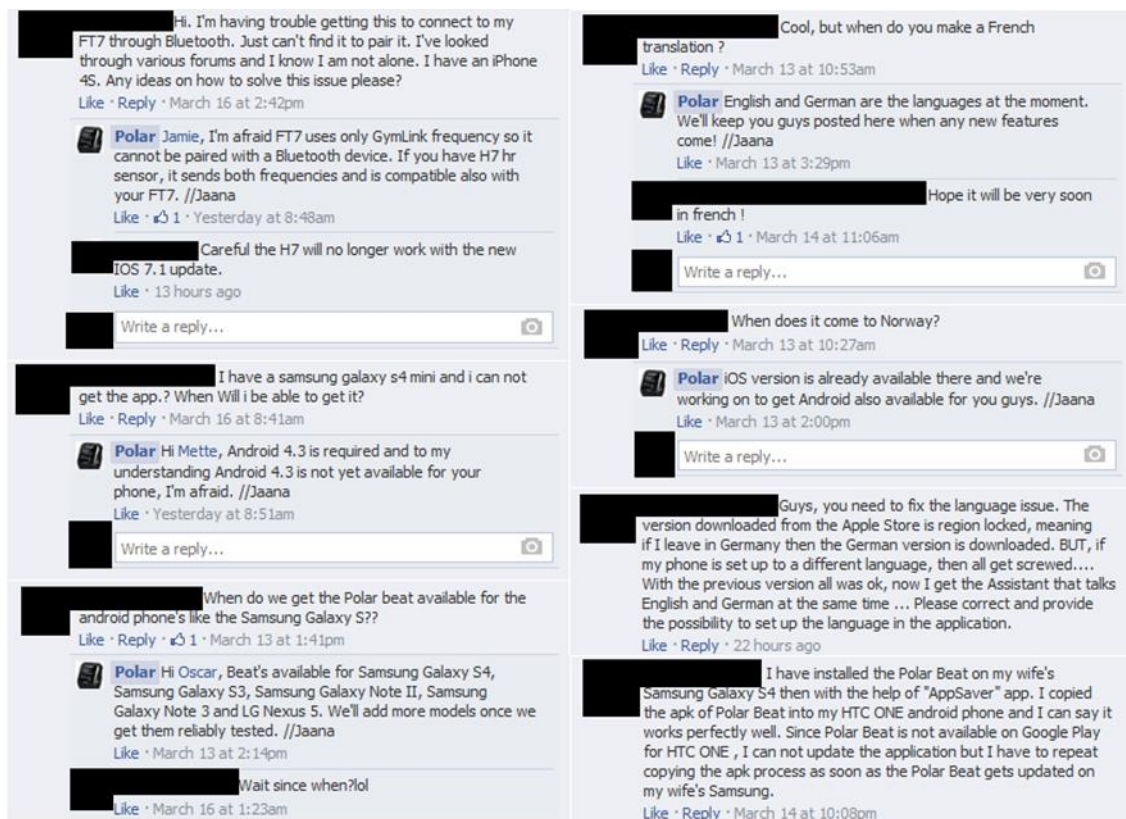 Hi. I'm having trouble getting this to connect to my
FT7 through Bluetooth. Just can't find it to pair it. I've looked
through various forums and I know I am not alone. I have an iPhone
4S. Any ideas on how to solve this issue please?
Like · Reply · March 16 at 2:42pm
Polar Jamie, I'm afraid FT7 uses only GymLink frequency so it
cannot be paired with a Bluetooth device. If you have H7 hr
sensor, it sends both frequencies and is compatible also with
your FT7. //Jaana
Like · 1 · Yesterday at 8:48am
Careful the H7 will no longer work with the new
IOS 7.1 update.
Like · 13 hours ago
Write a reply...
I have a samsung galaxy s4 mini and i can not
get the app.? When Will i be able to get it?
Like · Reply · March 16 at 8:41am
Polar Hi Mette, Android 4.3 is required and to my
understanding Android 4.3 is not yet available for your
phone, I'm afraid. //Jaana
Like · Yesterday at 8:51am
Write a reply...
When do we get the Polar beat available for the
android phone's like the Samsung Galaxy S??
Like · Reply · 1 · March 13 at 1:41pm
Polar Hi Oscar, Beat's available for Samsung Galaxy S4,
Samsung Galaxy S3, Samsung Galaxy Note II, Samsung
Galaxy Note 3 and LG Nexus 5. We'll add more models once we
get them reliably tested. //Jaana
Like · March 13 at 2:14pm
Wait since when?lol
Like · March 16 at 1:23am
Cool, but when do you make a French
translation ?
Like · Reply · March 13 at 10:53am
Polar English and German are the languages at the moment.
We'll keep you guys posted here when any new features
come! //Jaana
Like · March 13 at 3:29pm
Hope it will be very soon
in french !
Like · 1 · March 14 at 11:06am
Write a reply...
When does it come to Norway?
Like · Reply · March 13 at 10:27am
Polar iOS version is already available there and we're
working on to get Android also available for you guys. //Jaana
Like · March 13 at 2:00pm
Write a reply...
Guys, you need to fix the language issue. The
version downloaded from the Apple Store is region locked, meaning
if I leave in Germany then the German version is downloaded. BUT, if
my phone is set up to a different language, then all get screwed....
With the previous version all was ok, now I get the Assistant that talks
English and German at the same time ... Please correct and provide
the possibility to set up the language in the application.
Like · Reply · 22 hours ago
I have installed the Polar Beat on my wife's
Samsung Galaxy S4 then with the help of "AppSaver" app. I copied
the apk of Polar Beat into my HTC ONE android phone and I can say it
works perfectly well. Since Polar Beat is not available on Google Play
for HTC ONE , I can not update the application but I have to repeat
copying the apk process as soon as the Polar Beat gets updated on
my wife's Samsung.
Like · Reply · March 14 at 10:08pm